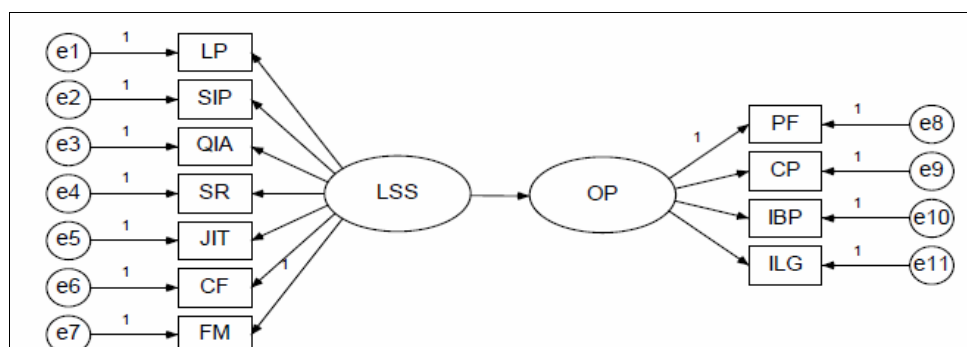 e1 1 LP
e2 1 SIP
e3 1 QIA
e4 1 SR
e5 1 JIT
e6 1 CF
e7 1 FM
1
LSS
OP
1
PF 1 e8
CP 1 e9
IBP 1 e10
ILG 1 e11